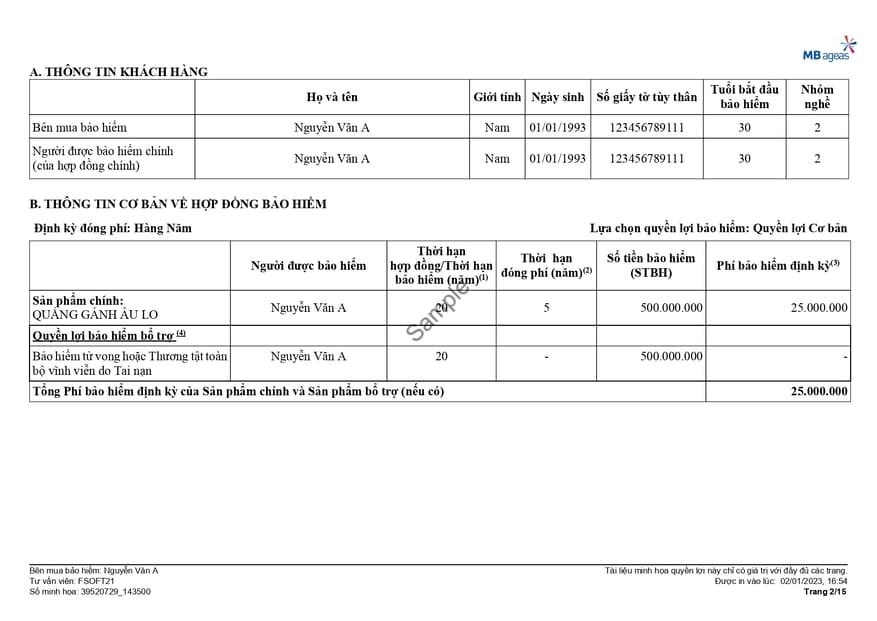 MB ageas
A. THÔNG TIN KHÁCH HÀNG
Họ và tên Giới tính Ngày sinh Số giấy tờ tùy thân Tuổi bắt đầu bảo hiểm Nhóm nghề
Bên mua bảo hiểm Nguyễn Văn A Nam 01/01/1993 123456789111 30 2
Người được bảo hiểm chính
(của hợp đồng chính) Nguyễn Văn A Nam 01/01/1993 123456789111 30 2
B. THÔNG TIN CƠ BẢN VỀ HỢP ĐỒNG BẢO HIỂM
Định kỳ đóng phí: Hàng Năm Lựa chọn quyền lợi bảo hiểm: Quyền lợi Cơ bản
Người được bảo hiểm Thời hạn hợp đồng/Thời hạn bảo hiểm (năm)(1) Thời hạn đóng phí (năm)(2) Số tiền bảo hiểm (STBH) Phí bảo hiểm định kỳ(3)
Sản phẩm chính:
QUẲNG GÁNH ÂU LO Nguyễn Văn A 20 5 500.000.000 25.000.000
Sample
Quyền lợi bảo hiểm bổ trợ (4)
Bảo hiểm tử vong hoặc Thương tật toàn
bộ vĩnh viễn do Tai nạn Nguyễn Văn A 20 - 500.000.000 -
Tổng Phí bảo hiểm định kỳ của Sản phẩm chính và Sản phẩm bổ trợ (nếu có) 25.000.000
Bên mua bảo hiểm: Nguyễn Văn A Tài liệu minh họa quyền lợi này chỉ có giá trị với đầy đủ các trang.
Tư vấn viên: FSOFT21 Được in vào lúc: 02/01/2023, 16:54
Số minh họa: 39520729_143500 Trang 2/15